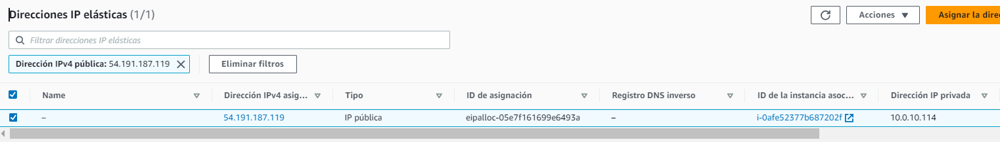 Direcciones IP elásticas (1/1)
Acciones
Asignar la direc
Filtrar direcciones IP elásticas
Dirección IPv4 pública: 54.191.187.119
Eliminar filtros
Name Dirección IPv4 asig... Tipo ID de asignación Registro DNS inverso ID de la instancia asoc... Dirección IP privada
– 54.191.187.119 IP pública eipalloc-05e7f161699e6493a – i-0afe52377b687202f 10.0.10.114